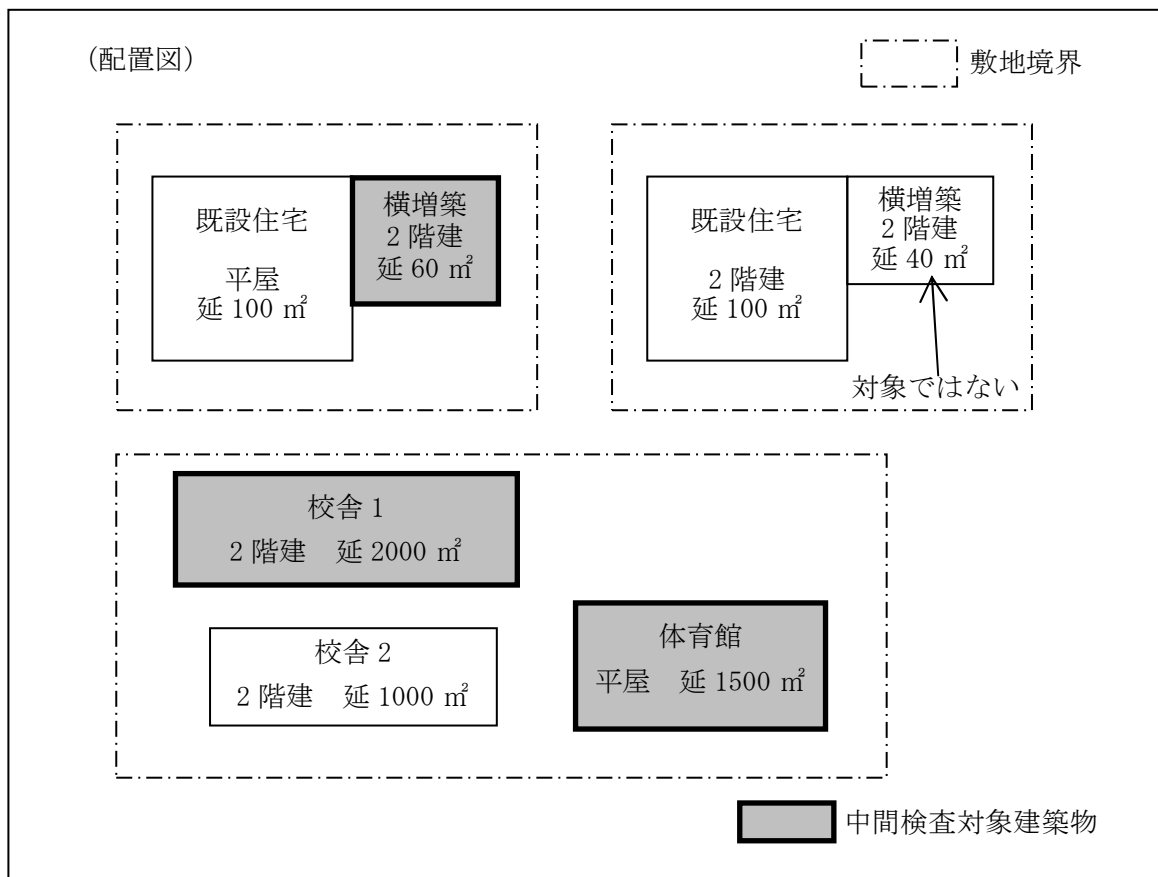 (配置図)
敷地境界
既設住宅
平屋
延 100 ㎡
横増築
2 階建
延 60 ㎡
既設住宅
2 階建
延 100 ㎡
横増築
2 階建
延 40 ㎡
対象ではない
校舎 1
2 階建　延 2000 ㎡
校舎 2
2 階建　延 1000 ㎡
体育館
平屋　延 1500 ㎡
中間検査対象建築物